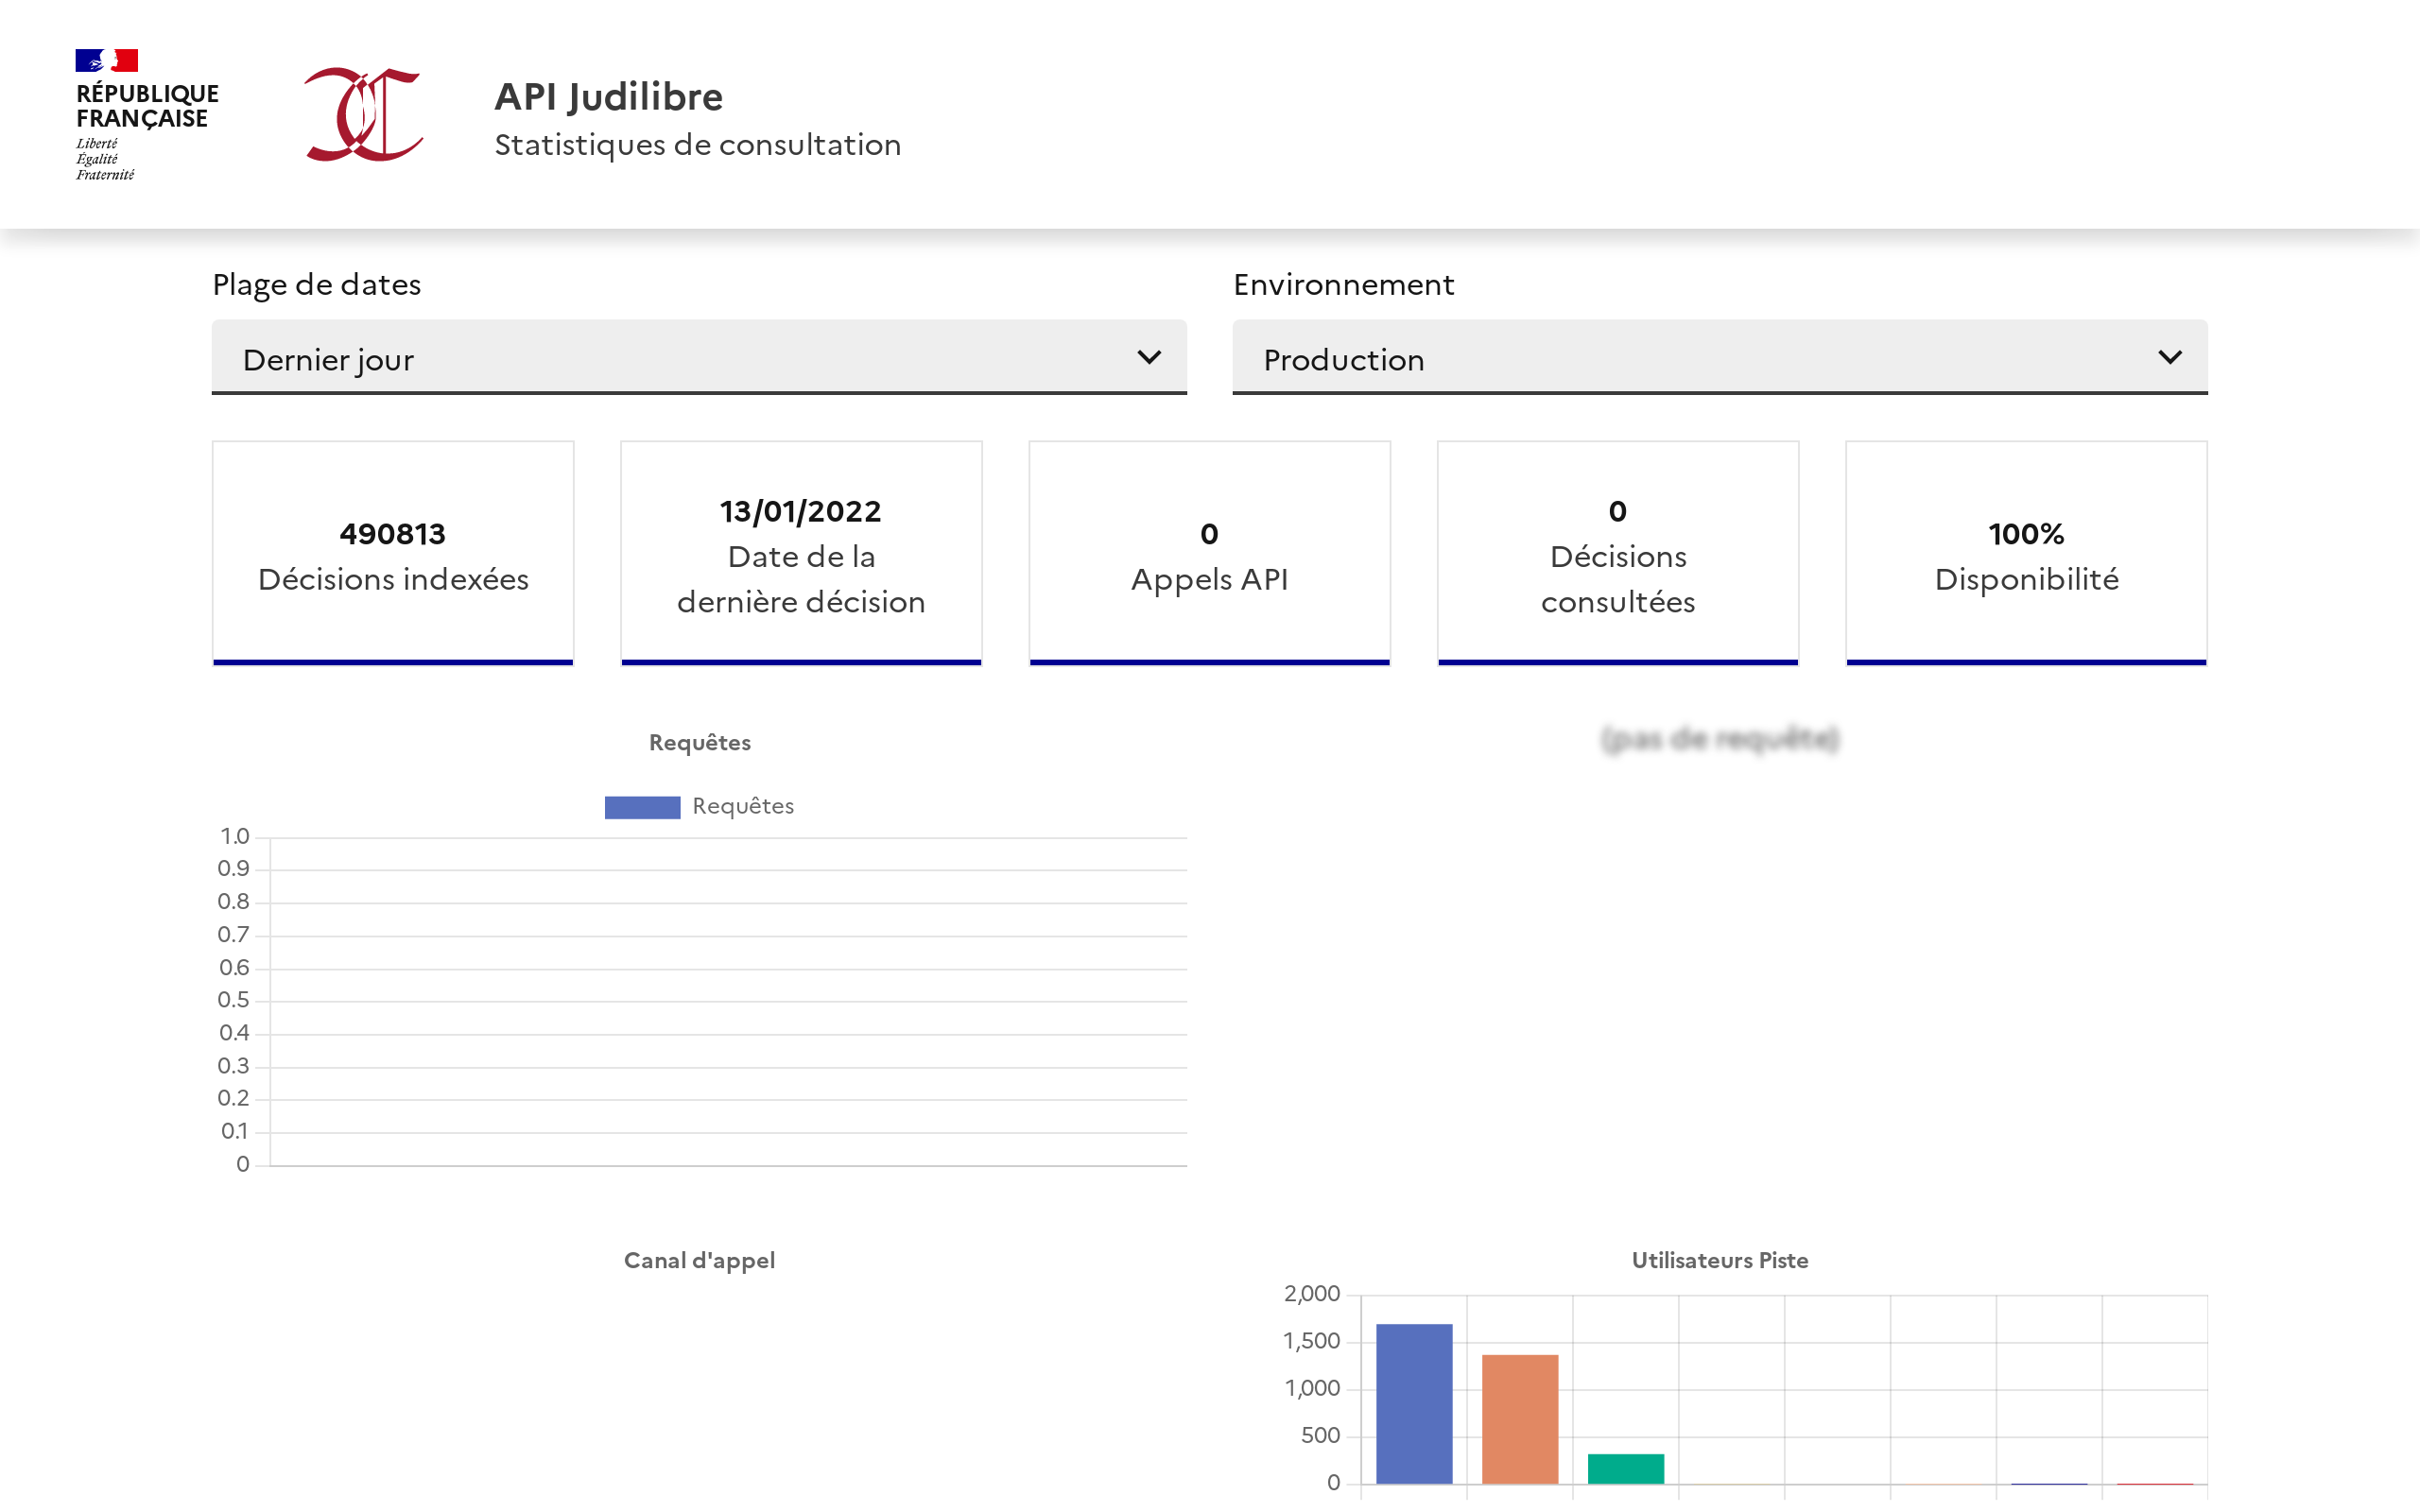 RÉPUBLIQUE
FRANÇAISE
Liberté
Égalité
Fraternité
API Judilibre
Statistiques de consultation
Plage de dates
Dernier jour
Environnement
Production
490813
Décisions indexées
13/01/2022
Date de la
dernière décision
0
Appels API
0
Décisions
consultées
100%
Disponibilité
Requêtes
Requêtes
1.0
0.9
0.8
0.7
0.6
0.5
0.4
0.3
0.2
0.1
0
(pas de requête)
Canal d'appel
Utilisateurs Piste
2,000
1,500
1,000
500
0